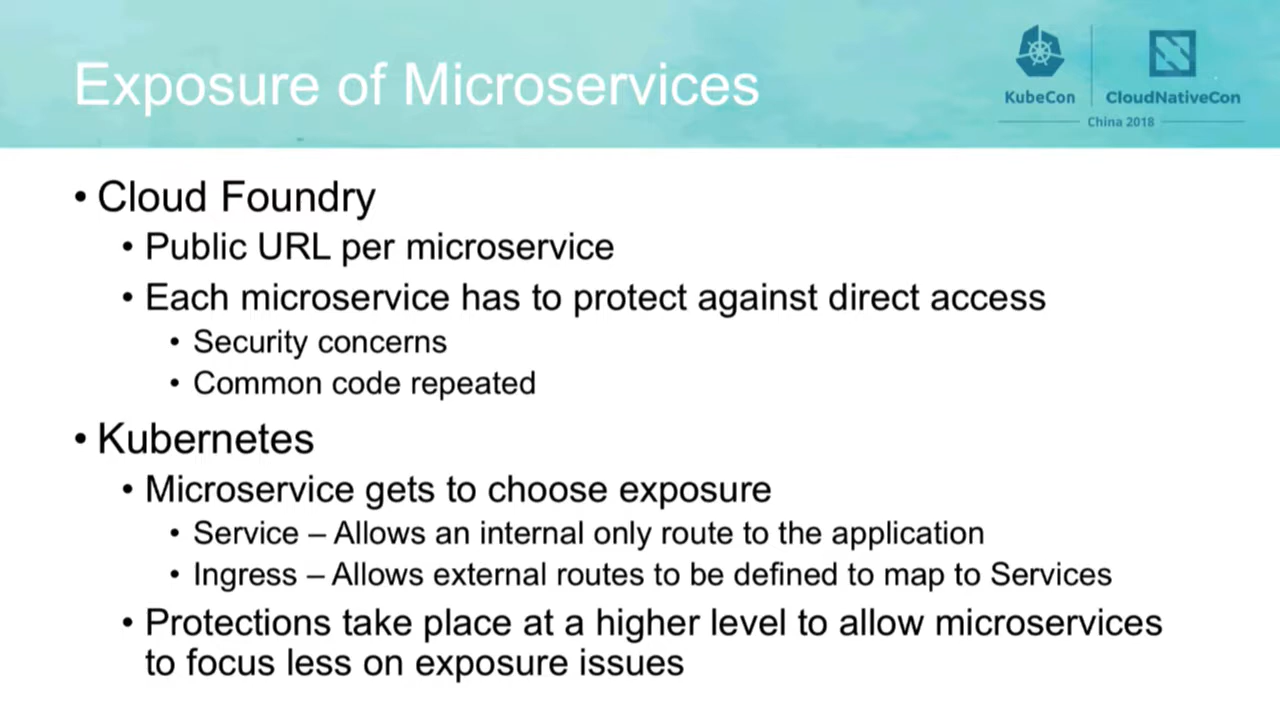 Exposure of Microservices
KubeCon
CloudNativeCon
China 2018
• Cloud Foundry
• Public URL per microservice
• Each microservice has to protect against direct access
• Security concerns
• Common code repeated
• Kubernetes
• Microservice gets to choose exposure
• Service – Allows an internal only route to the application
• Ingress – Allows external routes to be defined to map to Services
• Protections take place at a higher level to allow microservices
to focus less on exposure issues